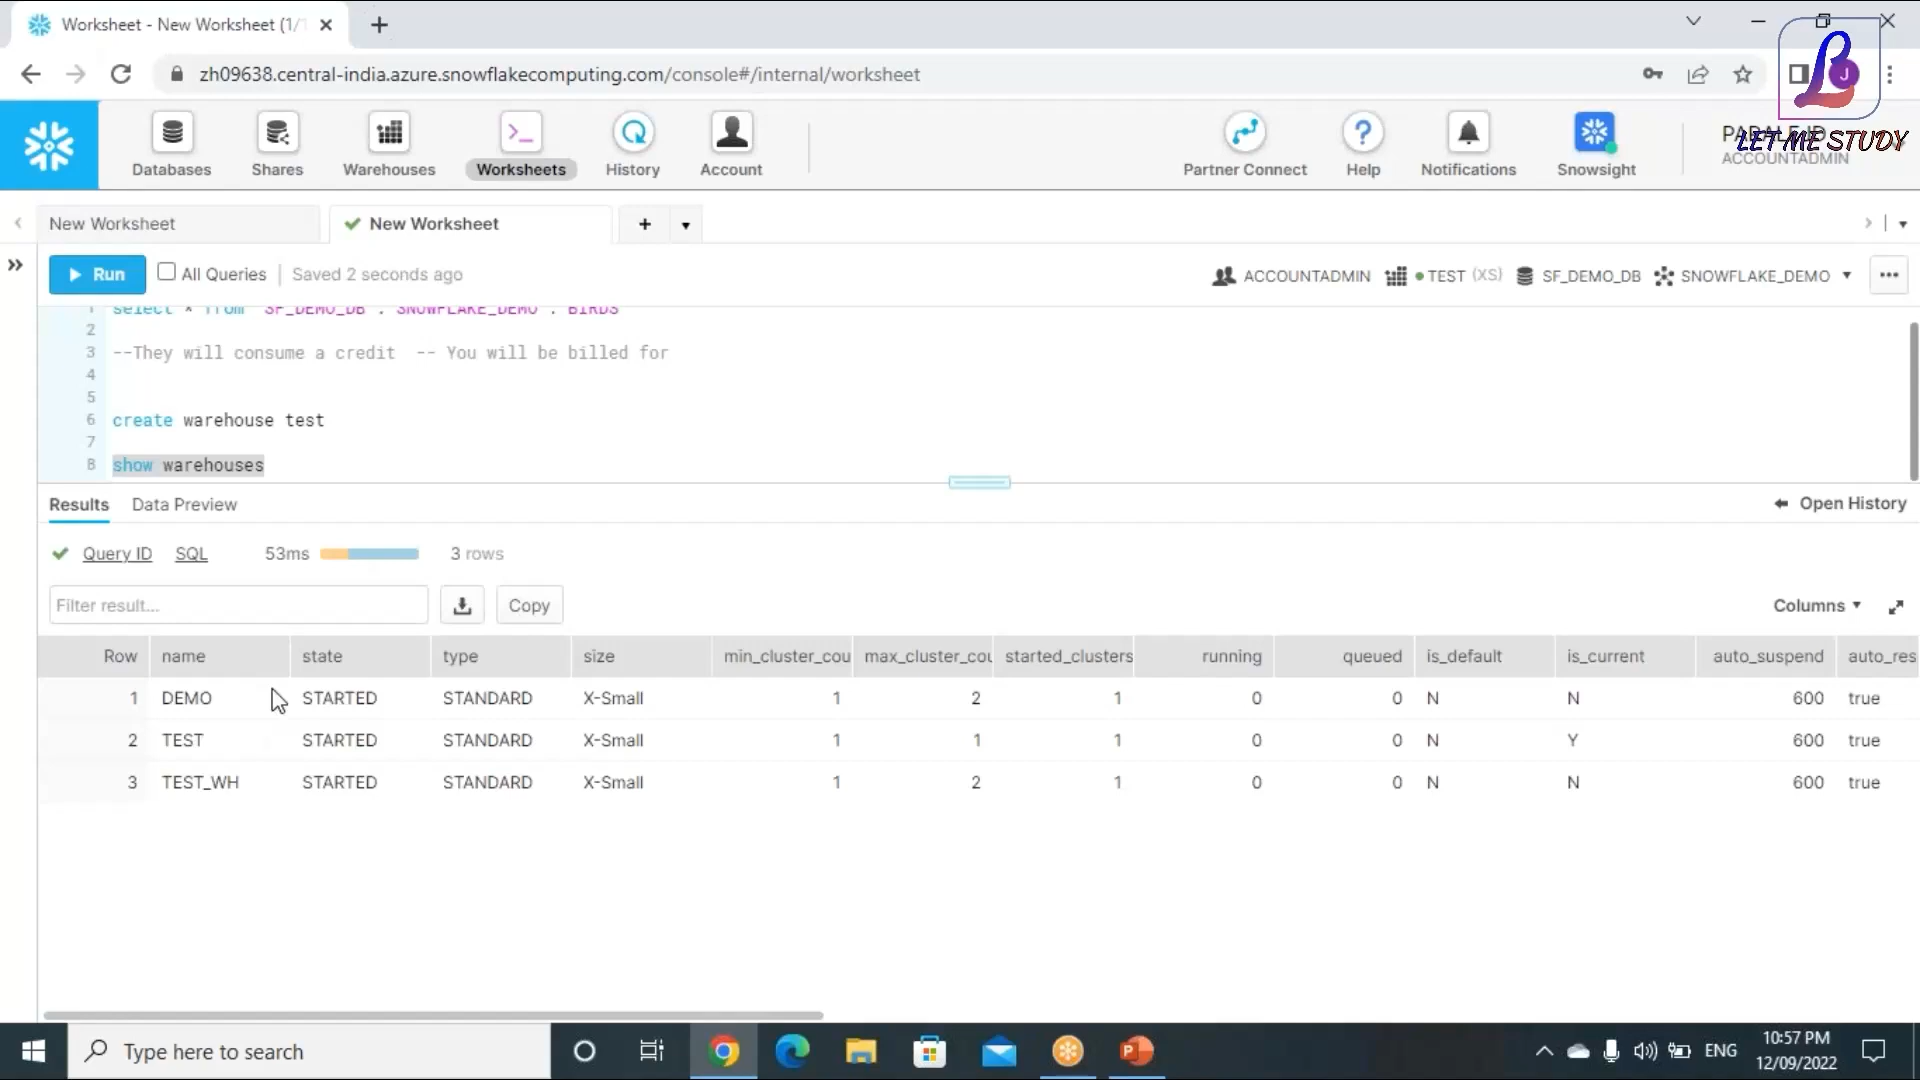 Worksheet - New Worksheet (1/1
zh09638.central-india.azure.snowflakecomputing.com/console#/internal/worksheet
J
Databases
Shares
Warehouses
Worksheets
History
Account
Partner Connect
Help
Notifications
Snowsight
LET ME STUDY
ACCOUNTADMIN
New Worksheet
New Worksheet
Run
All Queries
Saved 2 seconds ago
ACCOUNTADMIN
TEST (XS)
SF_DEMO_DB
SNOWFLAKE_DEMO
1 select * from "SF_DEMO_DB"."SNOWFLAKE_DEMO"."BIRDS"
2
3 --They will consume a credit -- You will be billed for
4
5
6 create warehouse test
7
8 show warehouses
Results Data Preview
Open History
Query ID SQL 53ms 3 rows
Filter result...
Copy
Columns
Row name state type size min_cluster_cou max_cluster_cou started_clusters running queued is_default is_current auto_suspend auto_res
1 DEMO STARTED STANDARD X-Small 1 2 1 0 0 N N 600 true
2 TEST STARTED STANDARD X-Small 1 1 1 0 0 N Y 600 true
3 TEST_WH STARTED STANDARD X-Small 1 2 1 0 0 N N 600 true
Type here to search
ENG
10:57 PM
12/09/2022